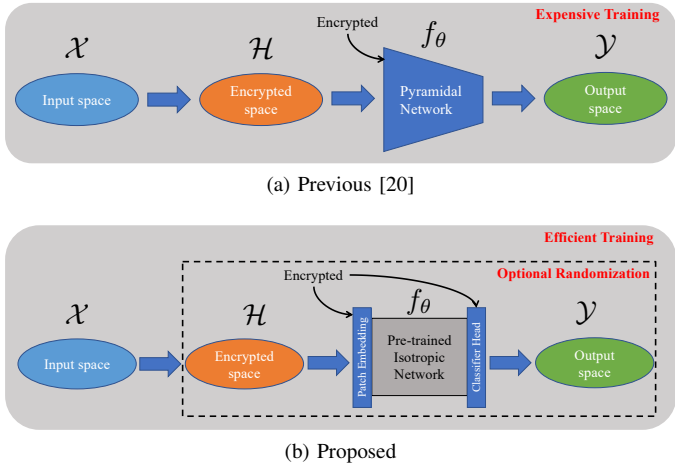 Expensive Training
Encrypted
𝒳
ℋ
f_θ
𝒴
Input space
Encrypted
space
Pyramidal
Network
Output
space
(a) Previous [20]
Efficient Training
Optional Randomization
Encrypted
𝒳
ℋ
f_θ
𝒴
Input space
Encrypted
space
Patch Embedding
Pre-trained
Isotropic
Network
Classifier Head
Output
space
(b) Proposed